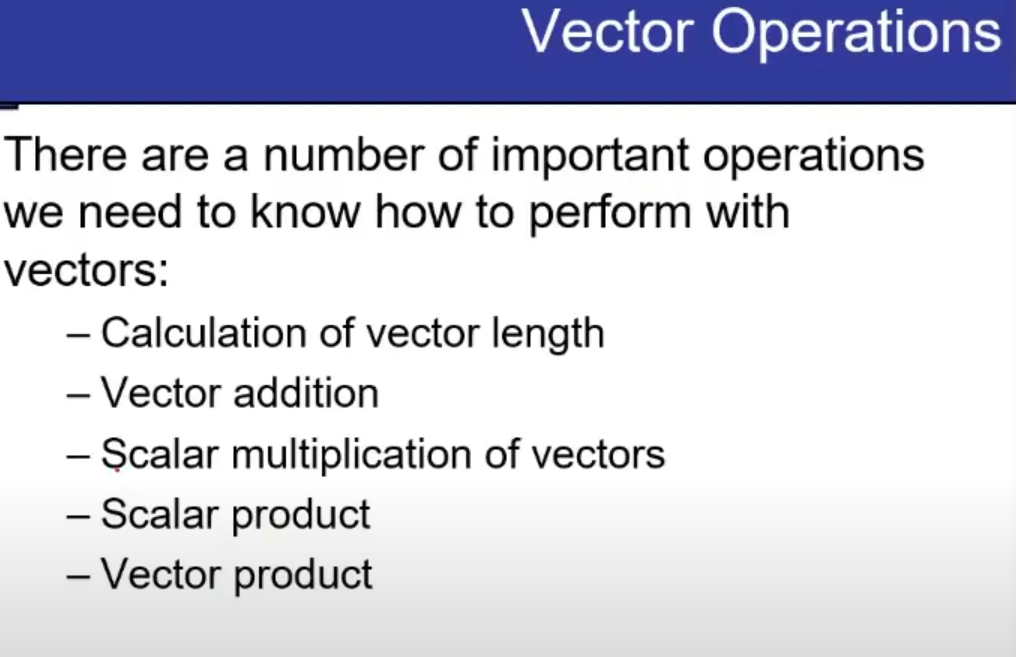 Vector Operations
There are a number of important operations
we need to know how to perform with
vectors:
– Calculation of vector length
– Vector addition
– Scalar multiplication of vectors
– Scalar product
– Vector product